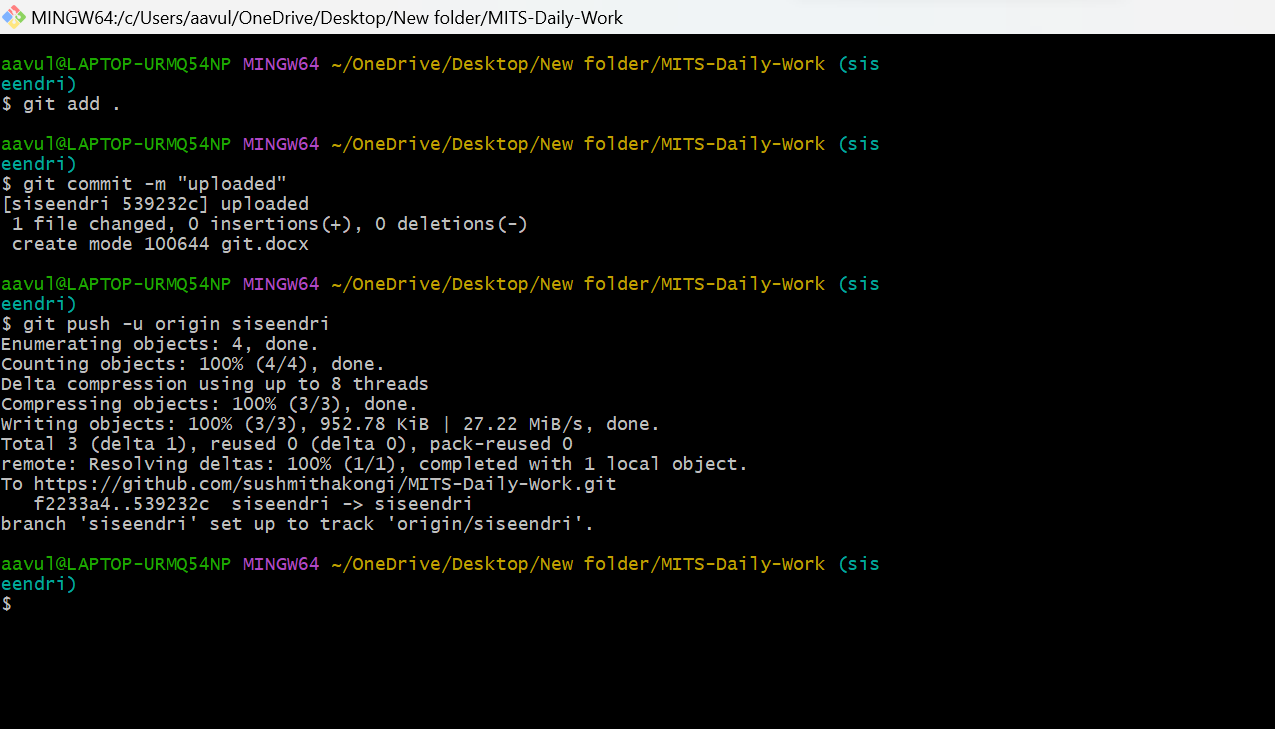 MINGW64:/c/Users/aavul/OneDrive/Desktop/New folder/MITS-Daily-Work
aavul@LAPTOP-URMQ54NP MINGW64 ~/OneDrive/Desktop/New folder/MITS-Daily-Work (sis
eendri)
$ git add .
aavul@LAPTOP-URMQ54NP MINGW64 ~/OneDrive/Desktop/New folder/MITS-Daily-Work (sis
eendri)
$ git commit -m "uploaded"
[siseendri 539232c] uploaded
 1 file changed, 0 insertions(+), 0 deletions(-)
 create mode 100644 git.docx
aavul@LAPTOP-URMQ54NP MINGW64 ~/OneDrive/Desktop/New folder/MITS-Daily-Work (sis
eendri)
$ git push -u origin siseendri
Enumerating objects: 4, done.
Counting objects: 100% (4/4), done.
Delta compression using up to 8 threads
Compressing objects: 100% (3/3), done.
Writing objects: 100% (3/3), 952.78 KiB | 27.22 MiB/s, done.
Total 3 (delta 1), reused 0 (delta 0), pack-reused 0
remote: Resolving deltas: 100% (1/1), completed with 1 local object.
To https://github.com/sushmithakongi/MITS-Daily-Work.git
   f2233a4..539232c  siseendri -> siseendri
branch 'siseendri' set up to track 'origin/siseendri'.
aavul@LAPTOP-URMQ54NP MINGW64 ~/OneDrive/Desktop/New folder/MITS-Daily-Work (sis
eendri)
$